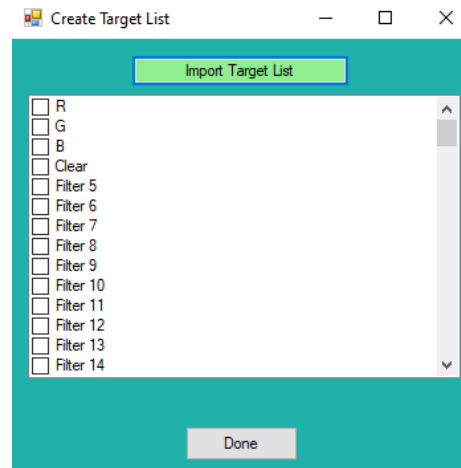 Create Target List
Import Target List
R
G
B
Clear
Filter 5
Filter 6
Filter 7
Filter 8
Filter 9
Filter 10
Filter 11
Filter 12
Filter 13
Filter 14
Done